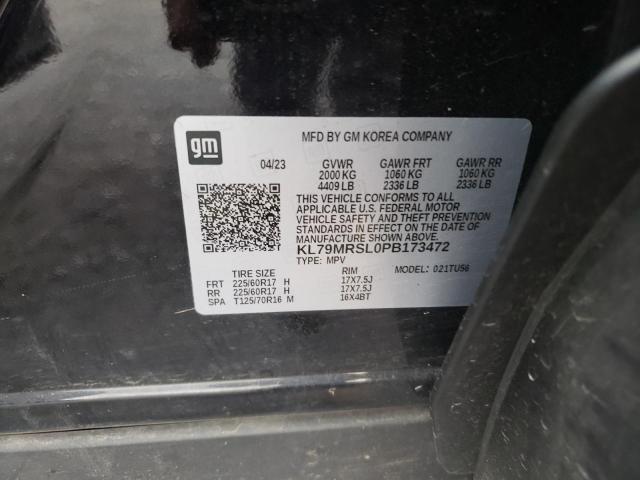 gm
MFD BY GM KOREA COMPANY
04/23 GVWR GAWR FRT GAWR RR
2000 KG 1060 KG 1060 KG
4409 LB 2336 LB 2336 LB
THIS VEHICLE CONFORMS TO ALL
APPLICABLE U.S. FEDERAL MOTOR
VEHICLE SAFETY AND THEFT PREVENTION
STANDARDS IN EFFECT ON THE DATE OF
MANUFACTURE SHOWN ABOVE.
KL79MRSL0PB173472
TYPE: MPV MODEL: 021TU56
TIRE SIZE RIM
FRT 225/60R17 H 17X7.5J
RR 225/60R17 H 17X7.5J
SPA T125/70R16 M 16X4BT